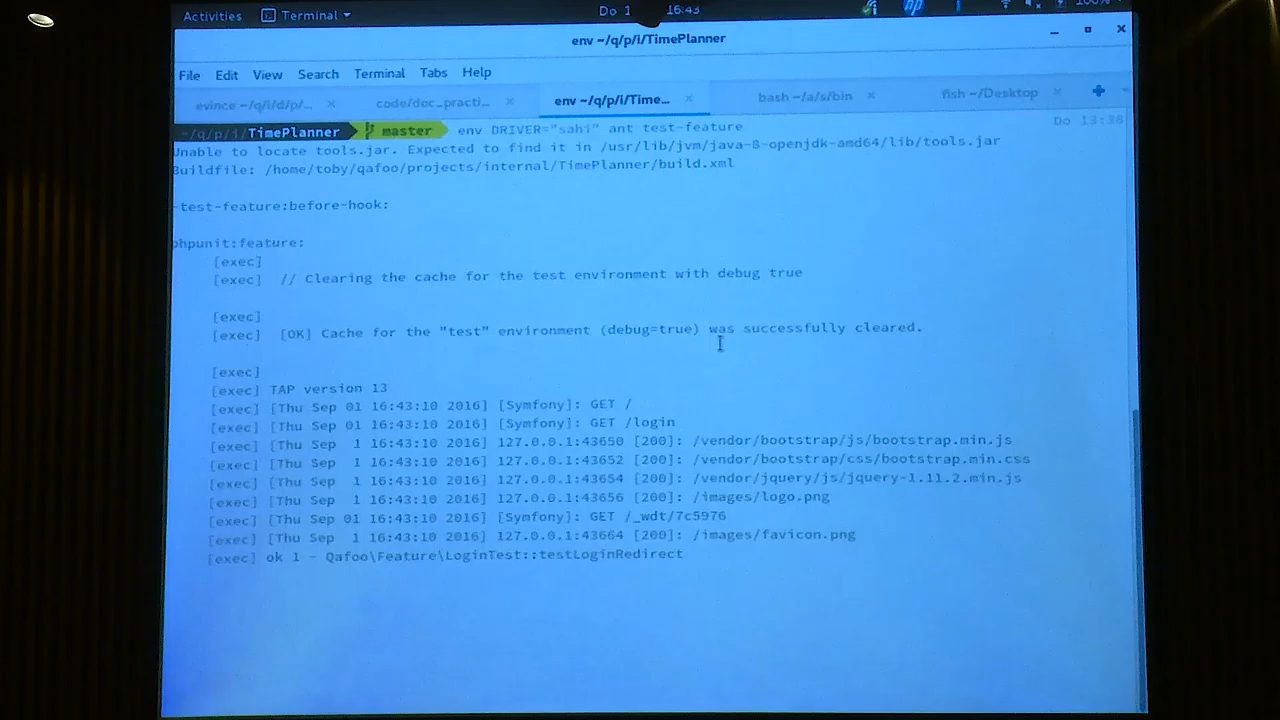 Activities Terminal Do 1 16:43 100%
env ~/q/p/i/TimePlanner
File Edit View Search Terminal Tabs Help
evince ~/q/i/d/p/... code/doc_practi... env ~/q/p/i/Time... bash ~/a/s/bin fish ~/Desktop
~/q/p/i/TimePlanner master env DRIVER="sahi" ant test-feature Do 13:38
Unable to locate tools.jar. Expected to find it in /usr/lib/jvm/java-8-openjdk-amd64/lib/tools.jar
Buildfile: /home/toby/qafoo/projects/internal/TimePlanner/build.xml
-test-feature:before-hook:
phpunit:feature:
[exec]
[exec] // Clearing the cache for the test environment with debug true
[exec]
[exec] [OK] Cache for the "test" environment (debug=true) was successfully cleared.
[exec]
[exec] TAP version 13
[exec] [Thu Sep 01 16:43:10 2016] [Symfony]: GET /
[exec] [Thu Sep 01 16:43:10 2016] [Symfony]: GET /login
[exec] [Thu Sep 1 16:43:10 2016] 127.0.0.1:43650 [200]: /vendor/bootstrap/js/bootstrap.min.js
[exec] [Thu Sep 1 16:43:10 2016] 127.0.0.1:43652 [200]: /vendor/bootstrap/css/bootstrap.min.css
[exec] [Thu Sep 1 16:43:10 2016] 127.0.0.1:43654 [200]: /vendor/jquery/js/jquery-1.11.2.min.js
[exec] [Thu Sep 1 16:43:10 2016] 127.0.0.1:43656 [200]: /images/logo.png
[exec] [Thu Sep 01 16:43:10 2016] [Symfony]: GET /_wdt/7c5976
[exec] [Thu Sep 1 16:43:10 2016] 127.0.0.1:43664 [200]: /images/favicon.png
[exec] ok 1 - Qafoo\Feature\LoginTest::testLoginRedirect